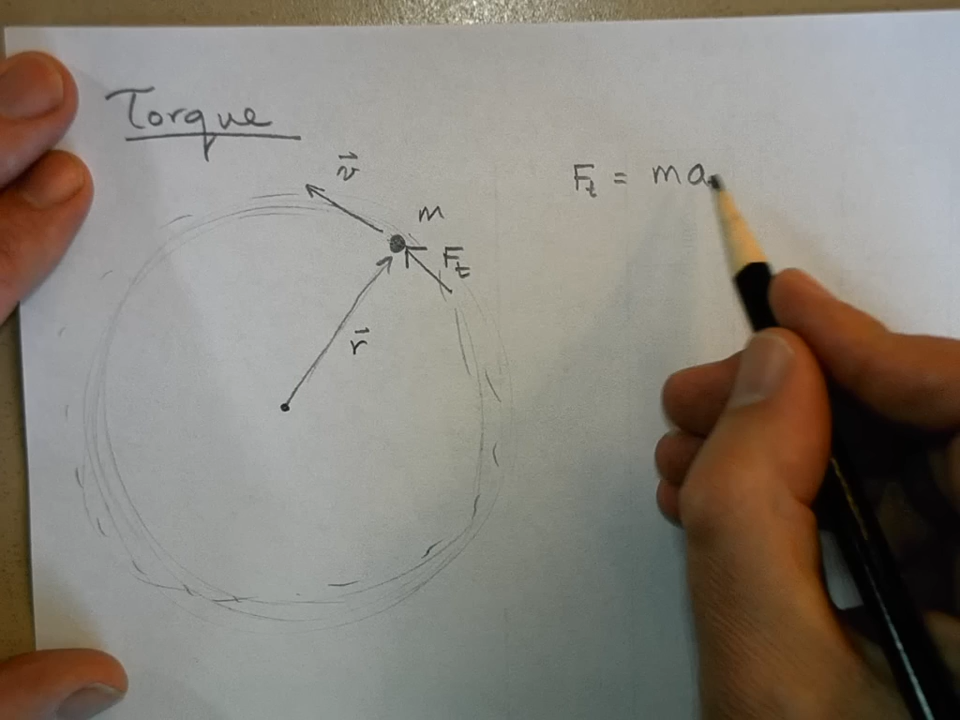 Torque
v⃗
m
F_t = ma
F_t
r⃗